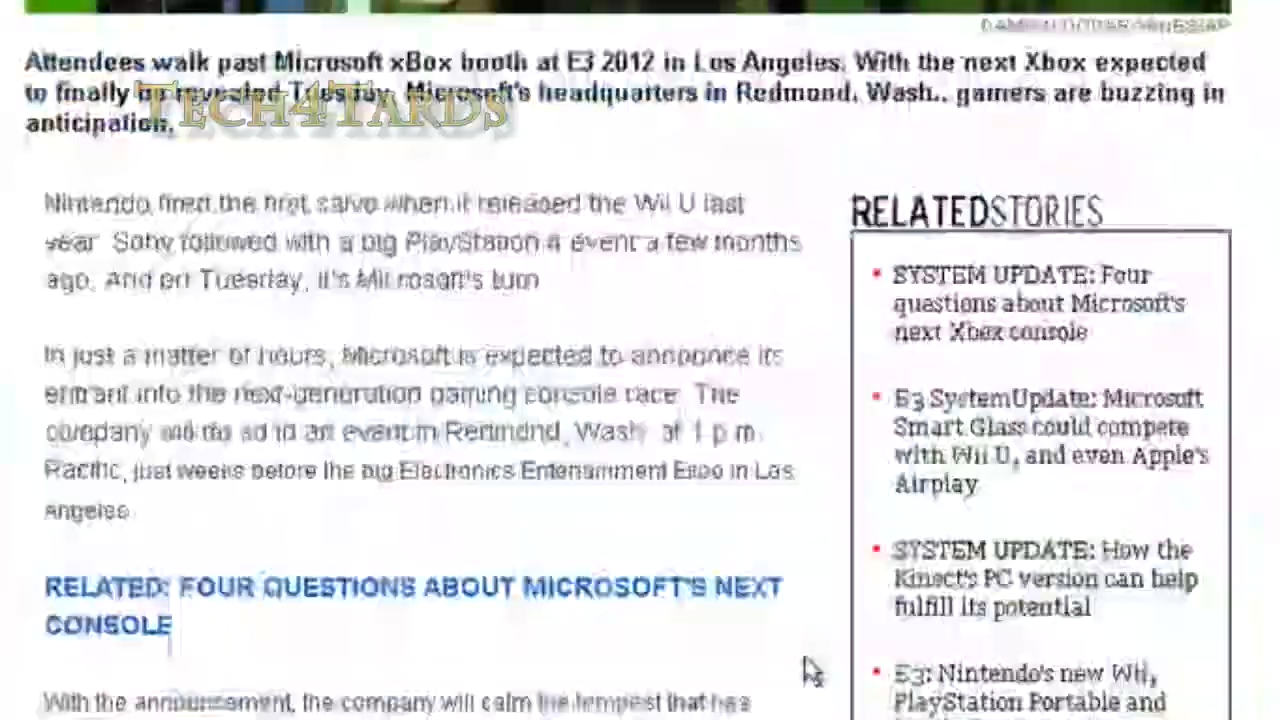 Attendees walk past Microsoft xBox booth at E3 2012 in Los Angeles. With the next Xbox expected
to finally be revealed Tuesday, Microsoft's headquarters in Redmond, Wash., gamers are buzzing in
anticipation.
TECH4TARDS
Nintendo fired the first salvo when it released the Wii U last
year. Sony followed with a big PlayStation 4 event a few months
ago. And on Tuesday, it's Microsoft's turn
In just a matter of hours, Microsoft is expected to announce its
entrant into the next-generation gaming console race. The
company will do so in an event in Redmond, Wash. at 1 p.m.
Pacific, just weeks before the big Electronics Entertainment Expo in Los
Angeles.
RELATED: FOUR QUESTIONS ABOUT MICROSOFT'S NEXT
CONSOLE
With the announcement, the company will calm the tempest that has
RELATEDSTORIES
• SYSTEM UPDATE: Four
questions about Microsoft's
next Xbox console
• E3 System Update: Microsoft
Smart Glass could compete
with Wii U, and even Apple's
Airplay
• SYSTEM UPDATE: How the
Kinect's PC version can help
fulfill its potential
• E3: Nintendo's new Wii,
PlayStation Portable and